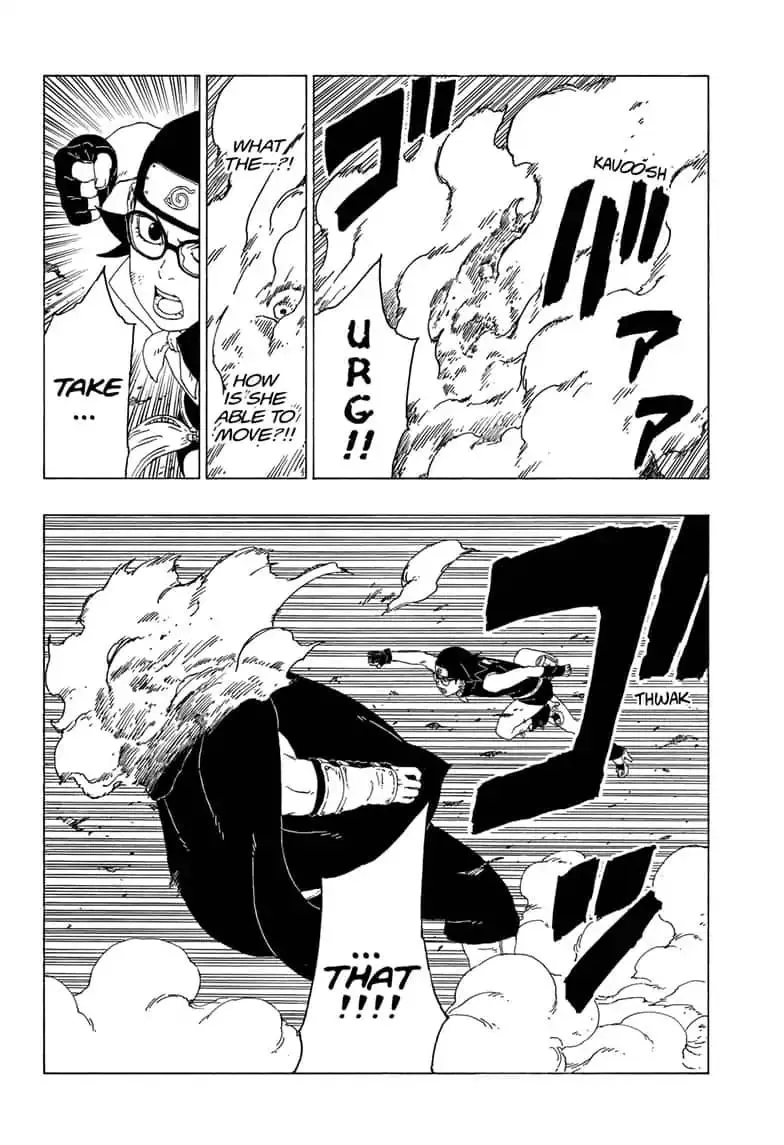 KAVOOSH
ゴ
バ
ア
ア
URG!!
WHAT
THE--?!
HOW
IS SHE
ABLE TO
MOVE?!!
TAKE
...
ゴ
ッ
THWAK
...
THAT
!!!!